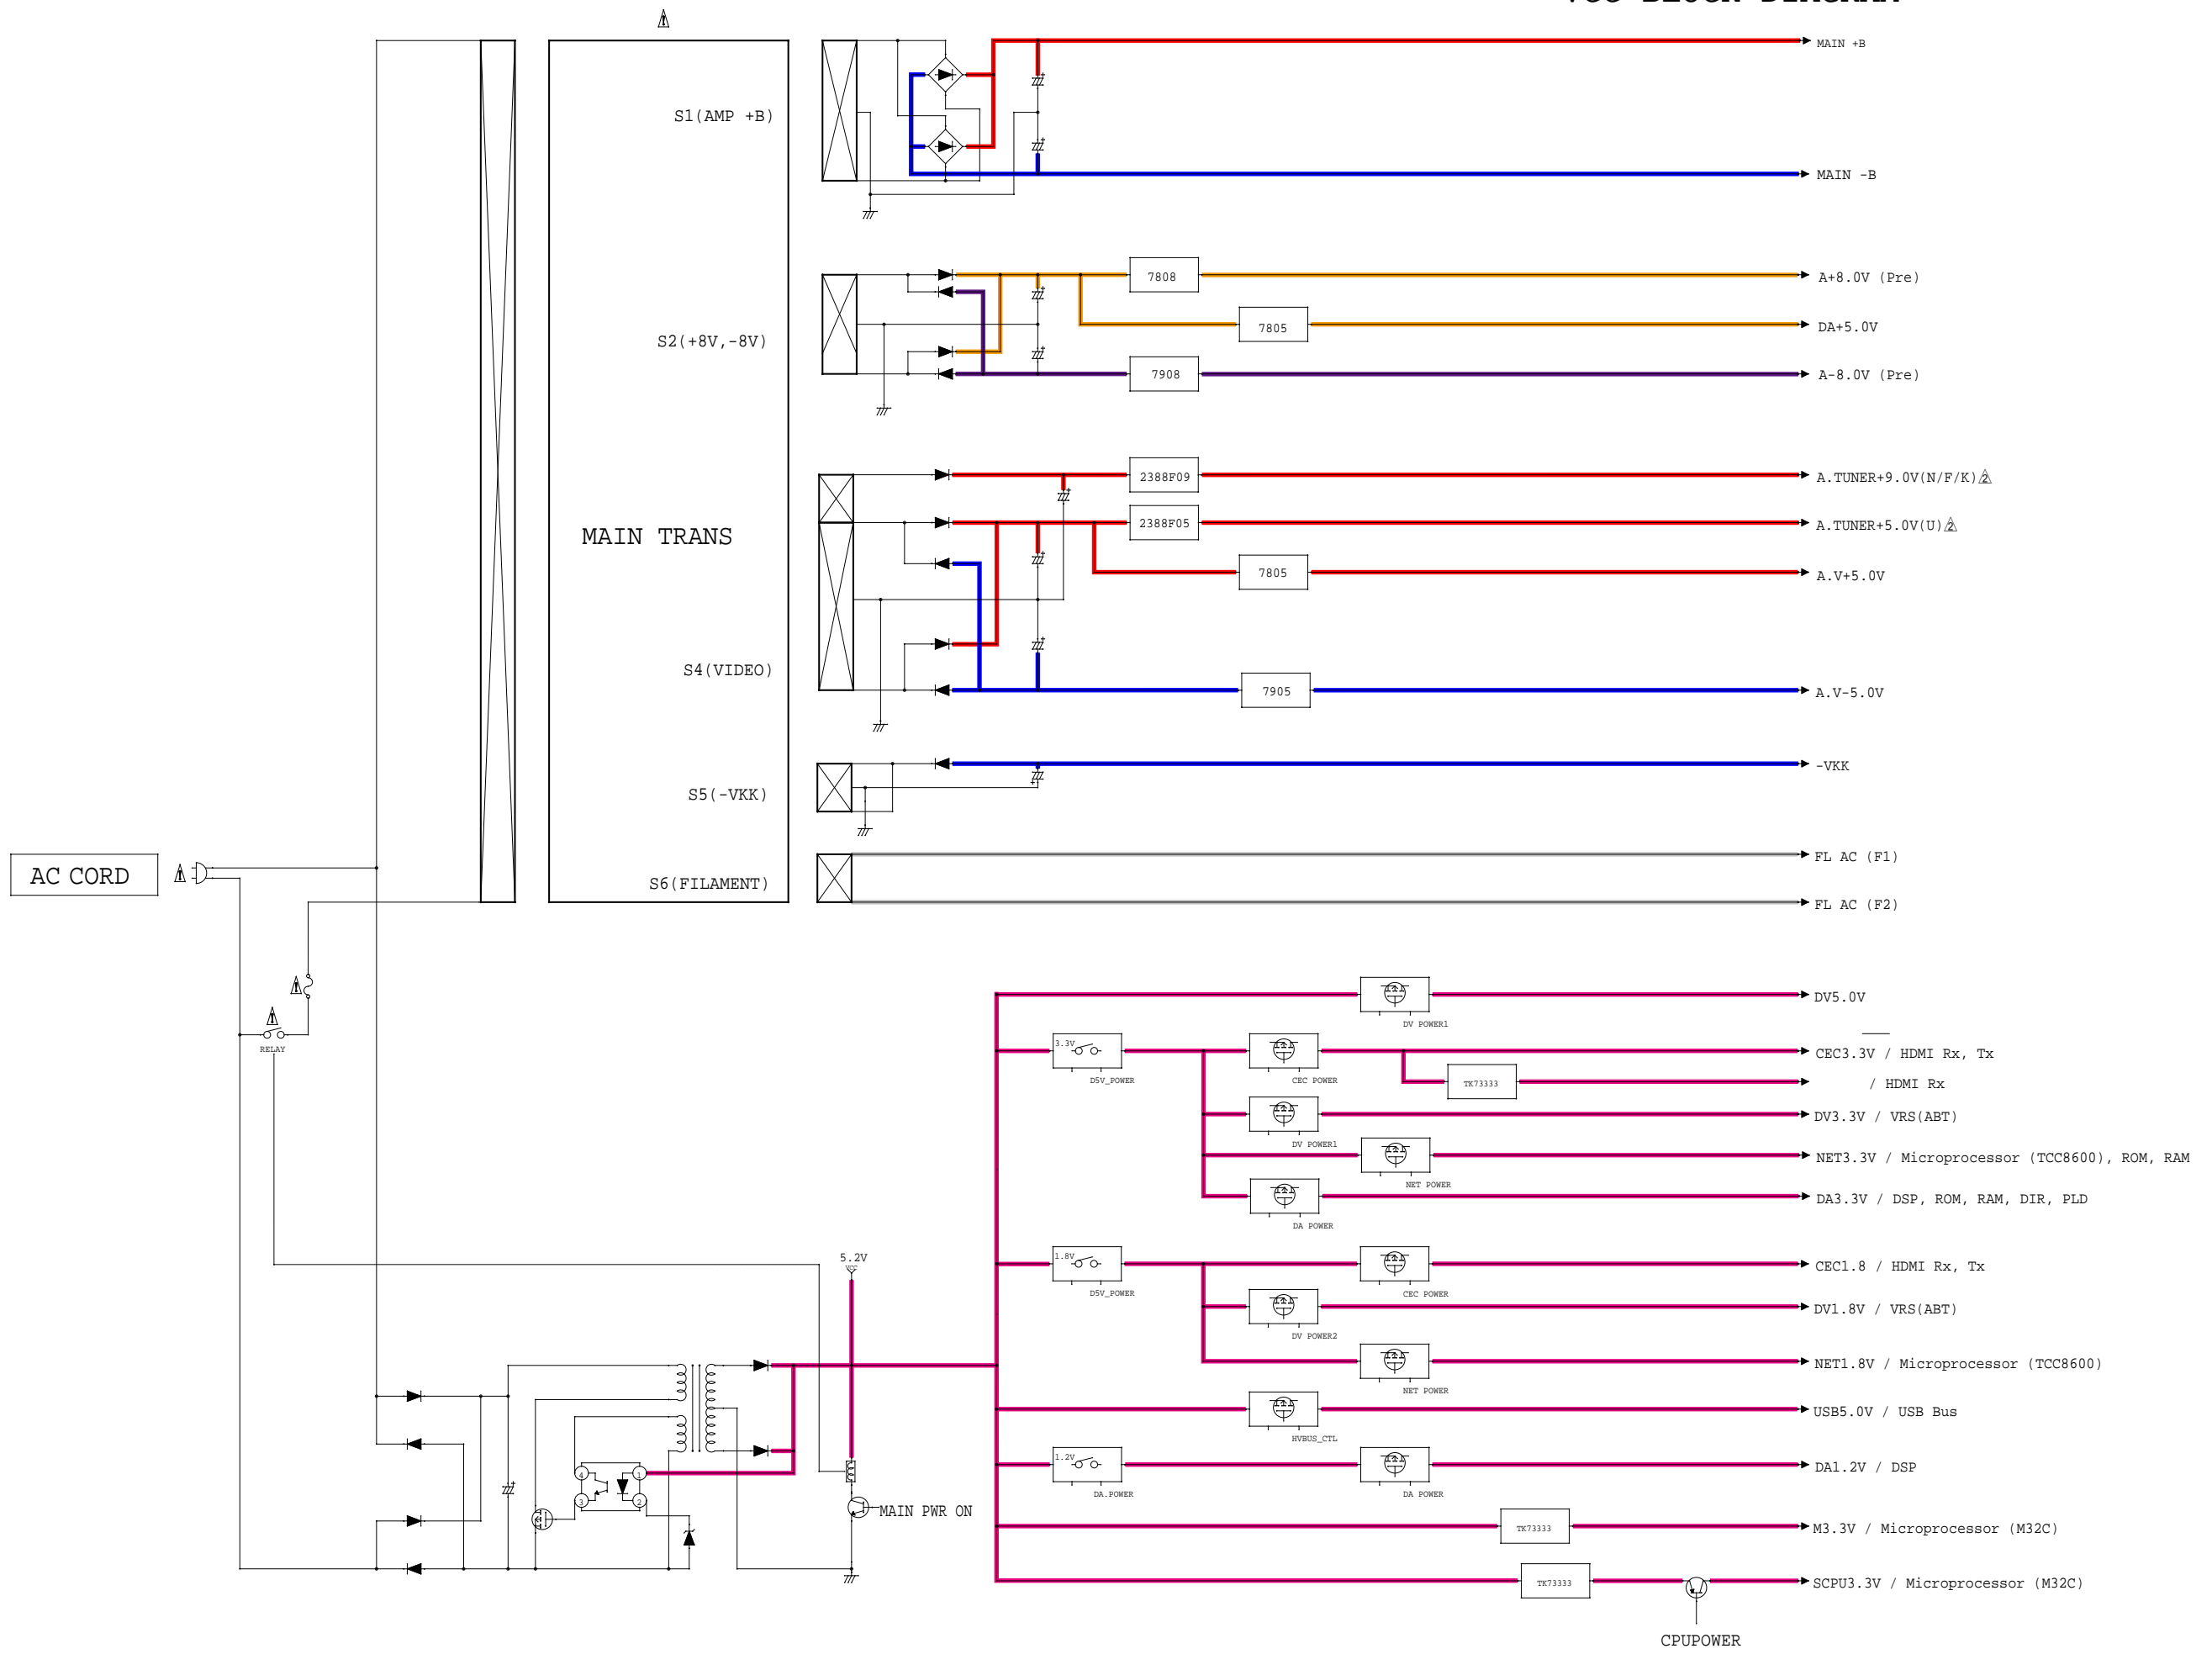 MAIN +B
S1(AMP +B)
MAIN -B
7808
A+8.0V (Pre)
7805
DA+5.0V
S2(+8V,-8V)
7908
A-8.0V (Pre)
2388F09
A.TUNER+9.0V(N/F/K) 2
2388F05
A.TUNER+5.0V(U) 2
MAIN TRANS
7805
A.V+5.0V
S4(VIDEO)
7905
A.V-5.0V
-VKK
S5(-VKK)
FL AC (F1)
AC CORD
S6(FILAMENT)
FL AC (F2)
DV5.0V
DV POWER1
RELAY
3.3V
CEC3.3V / HDMI Rx, Tx
D5V_POWER
CEC POWER
TK73333
/ HDMI Rx
DV3.3V / VRS(ABT)
DV POWER1
NET3.3V / Microprocessor (TCC8600), ROM, RAM
NET POWER
DA3.3V / DSP, ROM, RAM, DIR, PLD
DA POWER
5.2V
VCC
1.8V
CEC1.8 / HDMI Rx, Tx
D5V_POWER
CEC POWER
DV1.8V / VRS(ABT)
DV POWER2
NET1.8V / Microprocessor (TCC8600)
NET POWER
USB5.0V / USB Bus
HVBUS_CTL
1.2V
DA1.2V / DSP
DA.POWER
DA POWER
4
1
3
2
MAIN PWR ON
TK73333
M3.3V / Microprocessor (M32C)
TK73333
SCPU3.3V / Microprocessor (M32C)
CPUPOWER